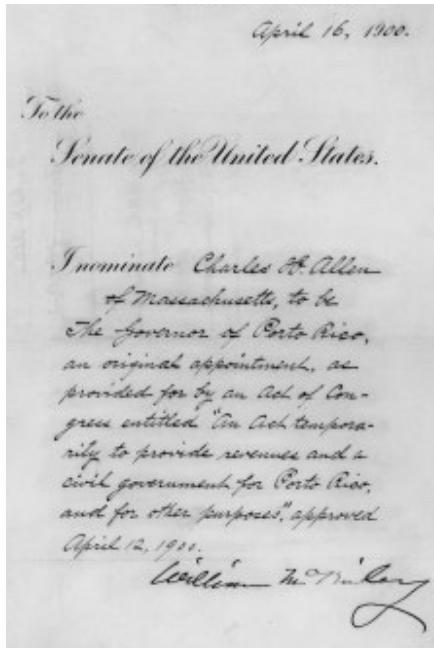 April 16, 1900.
To the
Senate of the United States.
I nominate Charles H. Allen
of Massachusetts, to be
the Governor of Porto Rico,
an original appointment, as
provided for by an Act of Con-
gress entitled "An Act tempora-
rily to provide revenues and a
civil government for Porto Rico,
and for other purposes", approved
April 12, 1900.
William McKinley